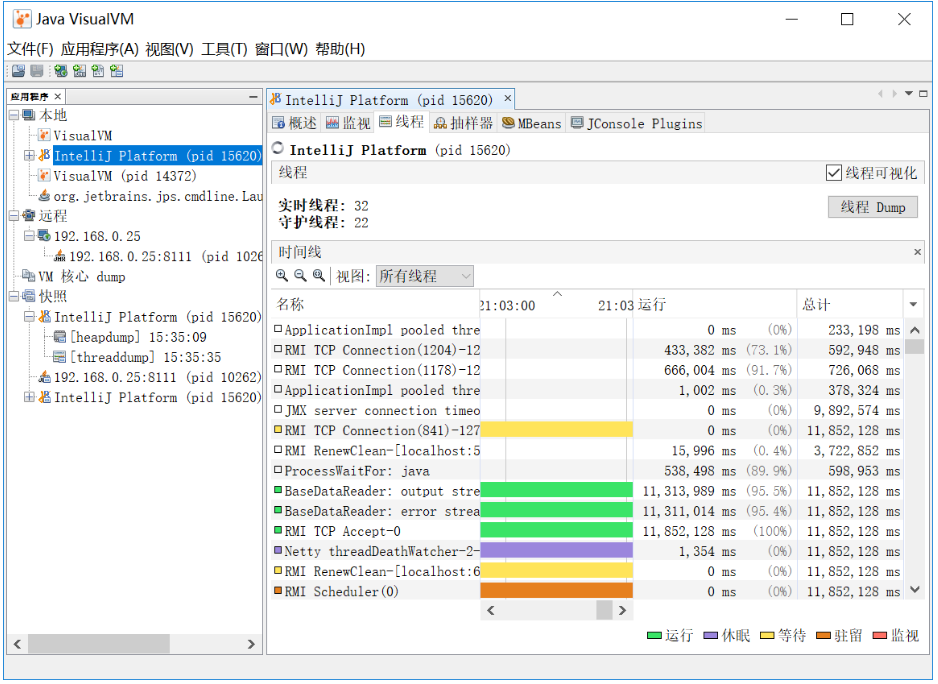 Java VisualVM
文件(F) 应用程序(A) 视图(V) 工具(T) 窗口(W) 帮助(H)
应用程序
本地
VisualVM
IntelliJ Platform (pid 15620)
VisualVM (pid 14372)
org.jetbrains.jps.cmdline.Lau
远程
192.168.0.25
192.168.0.25:8111 (pid 1026
VM 核心 dump
快照
IntelliJ Platform (pid 15620)
[heapdump] 15:35:09
[threaddump] 15:35:35
192.168.0.25:8111 (pid 10262)
IntelliJ Platform (pid 15620)
IntelliJ Platform (pid 15620)
概述 监视 线程 抽样器 MBeans JConsole Plugins
IntelliJ Platform (pid 15620)
线程 线程可视化
实时线程: 32
守护线程: 22
线程 Dump
时间线
视图: 所有线程
名称 21:03:00 21:03 运行 总计
ApplicationImpl pooled thre 0 ms (0%) 233,198 ms
RMI TCP Connection(1204)-12 433,382 ms (73.1%) 592,948 ms
RMI TCP Connection(1178)-12 666,004 ms (91.7%) 726,068 ms
ApplicationImpl pooled thre 1,002 ms (0.3%) 378,324 ms
JMX server connection timeo 0 ms (0%) 9,892,574 ms
RMI TCP Connection(841)-127 0 ms (0%) 11,852,128 ms
RMI RenewClean-[localhost:5 15,996 ms (0.4%) 3,722,852 ms
ProcessWaitFor: java 538,498 ms (89.9%) 598,953 ms
BaseDataReader: output stre 11,313,989 ms (95.5%) 11,852,128 ms
BaseDataReader: error strea 11,311,014 ms (95.4%) 11,852,128 ms
RMI TCP Accept-0 11,852,128 ms (100%) 11,852,128 ms
Netty threadDeathWatcher-2- 1,354 ms (0%) 11,852,128 ms
RMI RenewClean-[localhost:6 0 ms (0%) 11,852,128 ms
RMI Scheduler(0) 0 ms (0%) 11,852,128 ms
运行 休眠 等待 驻留 监视